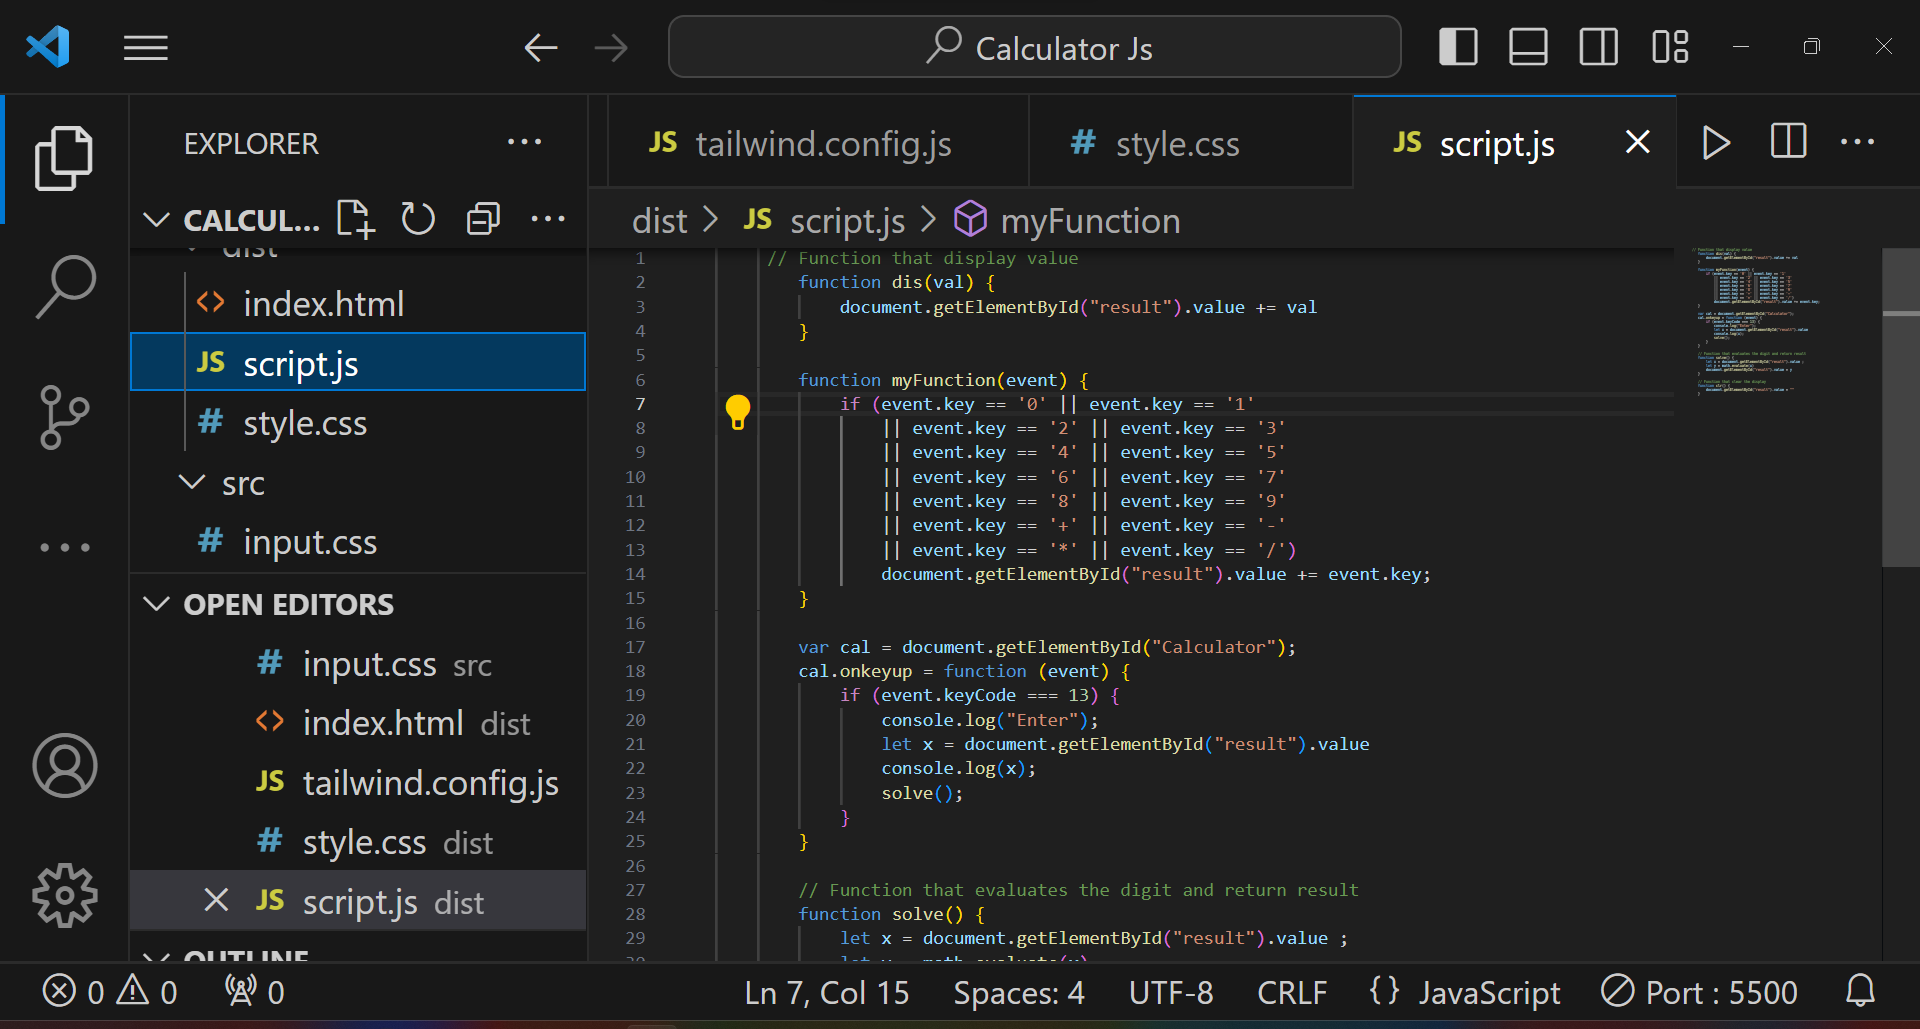 Calculator Js
EXPLORER
CALCUL...
dist
index.html
JS script.js
# style.css
src
# input.css
OPEN EDITORS
# input.css src
index.html dist
JS tailwind.config.js
# style.css dist
JS script.js dist
OUTLINE
JS tailwind.config.js
# style.css
JS script.js
dist > JS script.js > myFunction
1 // Function that display value
2 function dis(val) {
3 document.getElementById("result").value += val
4 }
5
6 function myFunction(event) {
7 if (event.key == '0' || event.key == '1'
8 || event.key == '2' || event.key == '3'
9 || event.key == '4' || event.key == '5'
10 || event.key == '6' || event.key == '7'
11 || event.key == '8' || event.key == '9'
12 || event.key == '+' || event.key == '-'
13 || event.key == '*' || event.key == '/')
14 document.getElementById("result").value += event.key;
15 }
16
17 var cal = document.getElementById("Calculator");
18 cal.onkeyup = function (event) {
19 if (event.keyCode === 13) {
20 console.log("Enter");
21 let x = document.getElementById("result").value
22 console.log(x);
23 solve();
24 }
25 }
26
27 // Function that evaluates the digit and return result
28 function solve() {
29 let x = document.getElementById("result").value ;
30 let y = math.evaluate(x)
0 0 0
Ln 7, Col 15
Spaces: 4
UTF-8
CRLF
{} JavaScript
Port : 5500